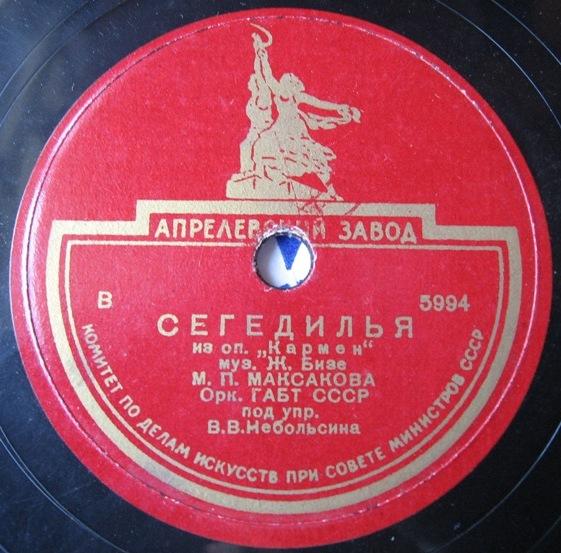 АПРЕЛЕВСКИЙ ЗАВОД
В 5994
СЕГЕДИЛЬЯ
из оп. „Кармен“
муз. Ж. Бизе
М. П. МАКСАКОВА
Орк. ГАБТ СССР
под упр.
В.В.Небольсина
КОМИТЕТ ПО ДЕЛАМ ИСКУССТВ ПРИ СОВЕТЕ МИНИСТРОВ СССР